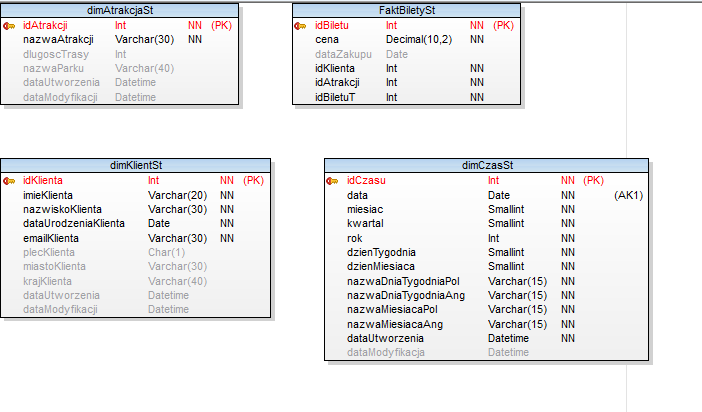 dimAtrakcjaSt
idAtrakcji Int NN (PK)
nazwaAtrakcji Varchar(30) NN
dlugoscTrasy Int
nazwaParku Varchar(40)
dataUtworzenia Datetime
dataModyfikacji Datetime
FaktBiletySt
idBiletu Int NN (PK)
cena Decimal(10,2) NN
dataZakupu Date
idKlienta Int NN
idAtrakcji Int NN
idBiletuT Int NN
dimKlientSt
idKlienta Int NN (PK)
imieKlienta Varchar(20) NN
nazwiskoKlienta Varchar(30) NN
dataUrodzeniaKlienta Date NN
emailKlienta Varchar(30) NN
plecKlienta Char(1)
miastoKlienta Varchar(30)
krajKlienta Varchar(40)
dataUtworzenia Datetime
dataModyfikacji Datetime
dimCzasSt
idCzasu Int NN (PK)
data Date NN (AK1)
miesiac Smallint NN
kwartal Smallint NN
rok Int NN
dzienTygodnia Smallint NN
dzienMiesiaca Smallint NN
nazwaDniaTygodniaPol Varchar(15) NN
nazwaDniaTygodniaAng Varchar(15) NN
nazwaMiesiacaPol Varchar(15) NN
nazwaMiesiacaAng Varchar(15) NN
dataUtworzenia Datetime NN
dataModyfikacja Datetime